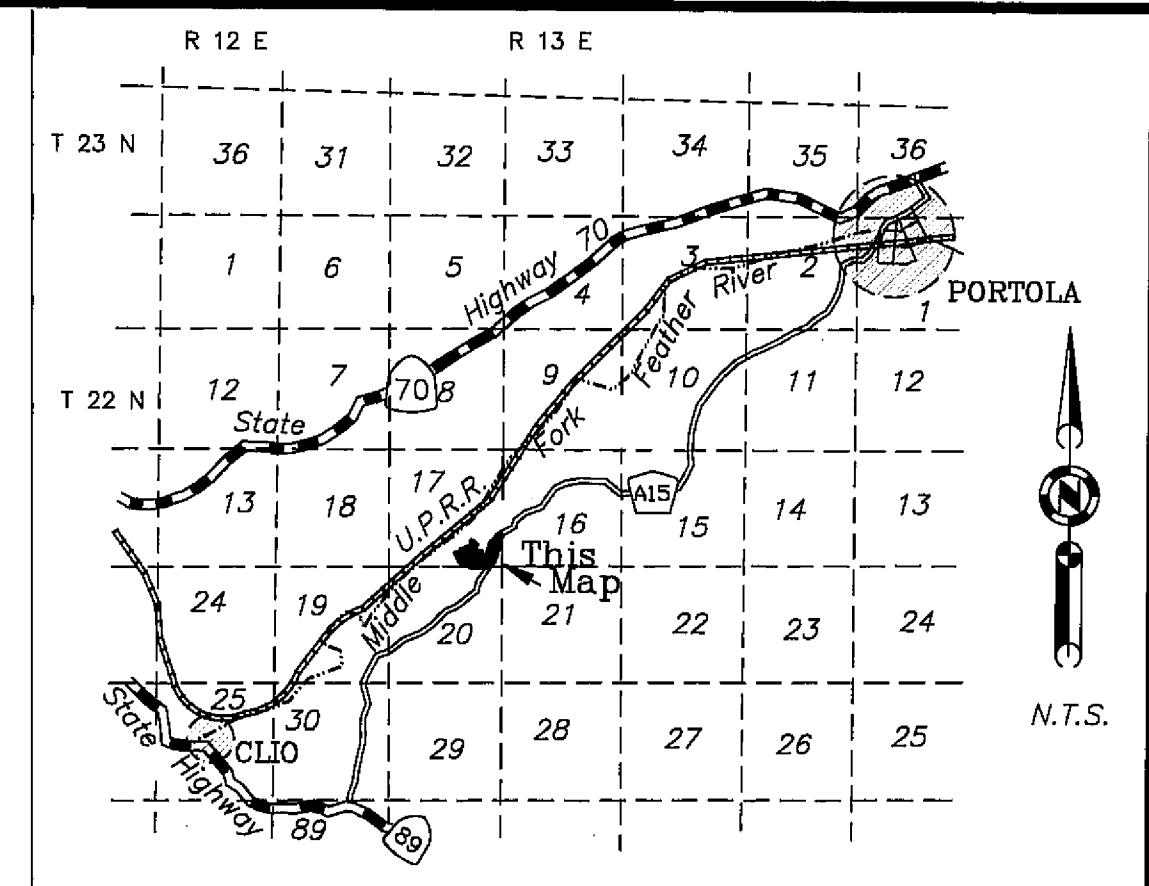 R 12 E R 13 E
T 23 N 36 31 32 33 34 35 36
1 6 5 Highway 70 4 3 River 2 PORTOLA 1
T 22 N 12 7 70 8 9 Feather 10 11 12
State Fork
13 18 17 U.P.R.R. 16 A15 15 14 13
This
Map
24 19 Middle 20 21 22 23 24
25 30 29 28 27 26 25
CLIO
State
Highway
89 89
N
N.T.S.